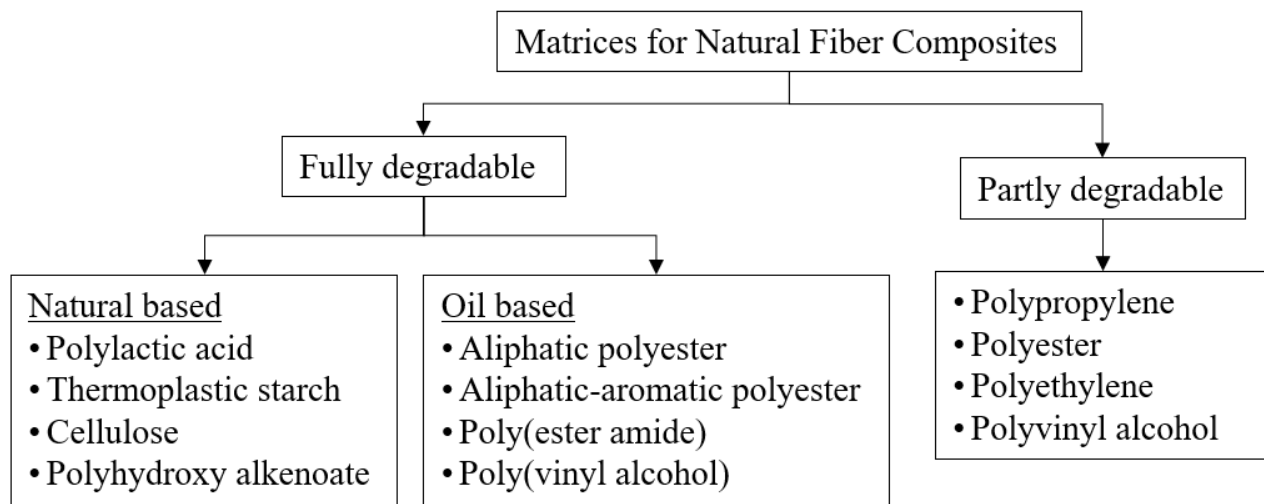 Matrices for Natural Fiber Composites
Fully degradable
Partly degradable
Natural based
• Polylactic acid
• Thermoplastic starch
• Cellulose
• Polyhydroxy alkenoate
Oil based
• Aliphatic polyester
• Aliphatic-aromatic polyester
• Poly(ester amide)
• Poly(vinyl alcohol)
• Polypropylene
• Polyester
• Polyethylene
• Polyvinyl alcohol